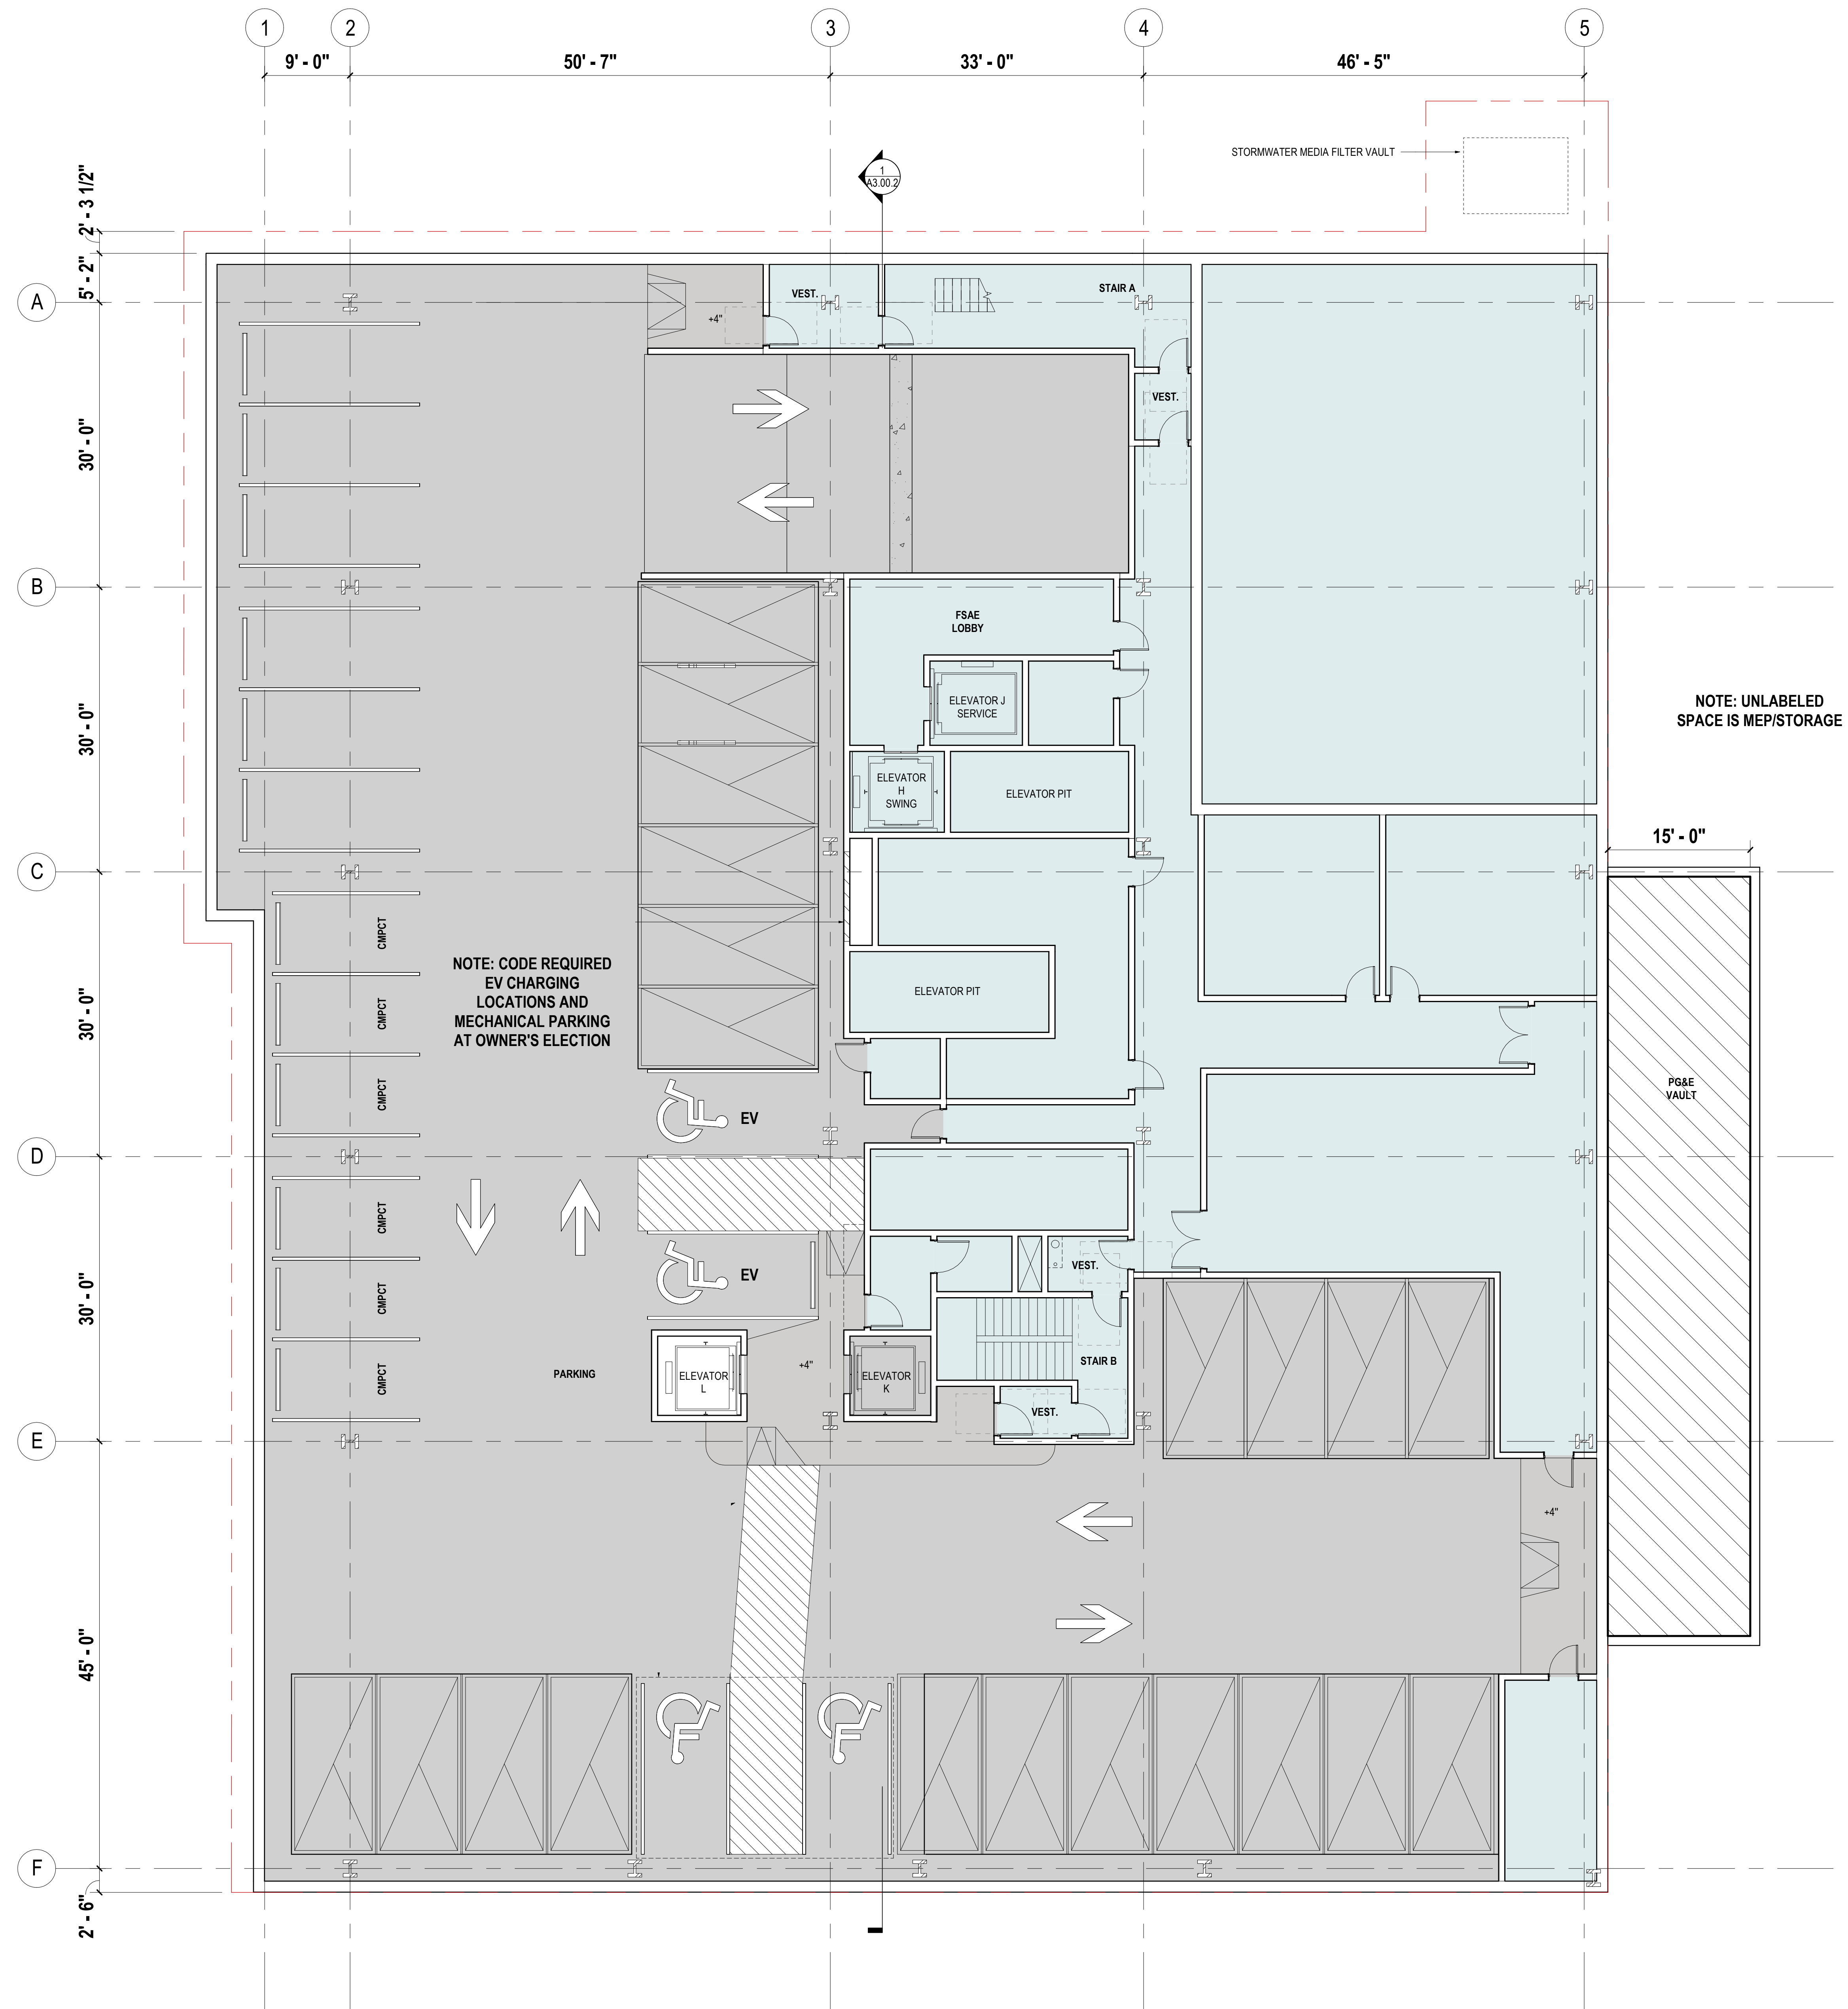 1
2
3
4
5
9' - 0"
50' - 7"
33' - 0"
46' - 5"
STORMWATER MEDIA FILTER VAULT
2' - 3 1/2"
1
A3.00.2
5' - 2"
A
VEST.
STAIR A
+4"
30' - 0"
VEST.
B
FSAE
LOBBY
ELEVATOR J
SERVICE
NOTE: UNLABELED
SPACE IS MEP/STORAGE
30' - 0"
ELEVATOR
H
SWING
ELEVATOR PIT
15' - 0"
C
CMPCT
NOTE: CODE REQUIRED
EV CHARGING
LOCATIONS AND
MECHANICAL PARKING
AT OWNER'S ELECTION
ELEVATOR PIT
30' - 0"
CMPCT
CMPCT
PG&E
VAULT
EV
D
CMPCT
EV
VEST.
30' - 0"
CMPCT
STAIR B
+4"
PARKING
ELEVATOR
L
ELEVATOR
K
CMPCT
VEST.
E
+4"
45' - 0"
F
2' - 6"